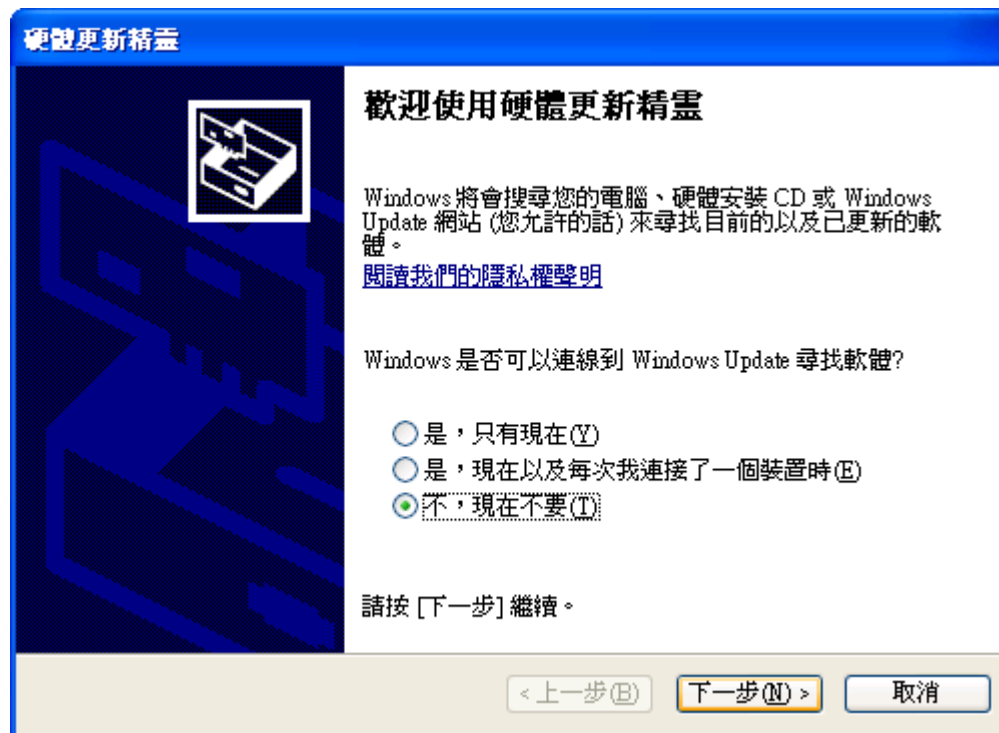 硬體更新精靈
歡迎使用硬體更新精靈
Windows 將會搜尋您的電腦、硬體安裝 CD 或 Windows
Update 網站 (您允許的話) 來尋找目前的以及已更新的軟
體。
閱讀我們的隱私權聲明
Windows 是否可以連線到 Windows Update 尋找軟體?
是，只有現在(Y)
是，現在以及每次我連接了一個裝置時(E)
不，現在不要(T)
請按 [下一步] 繼續。
< 上一步(B) 下一步(N) > 取消